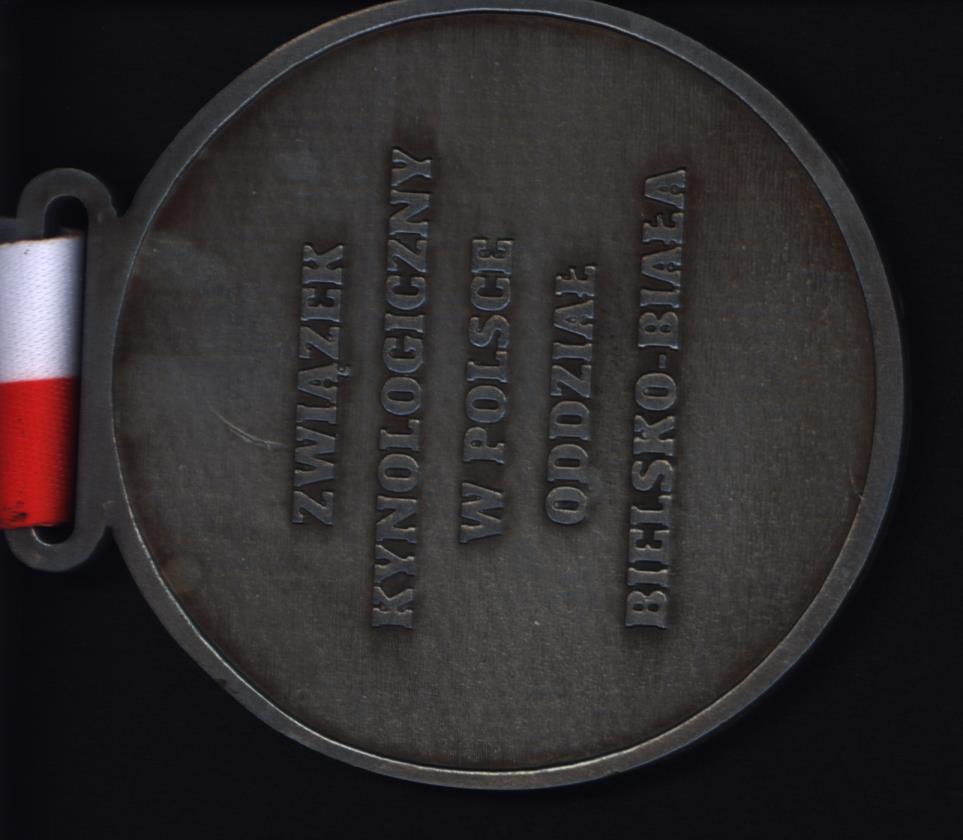 ZWIĄZEK
KYNOLOGICZNY
W POLSCE
ODDZIAŁ
BIELSKO-BIAŁA